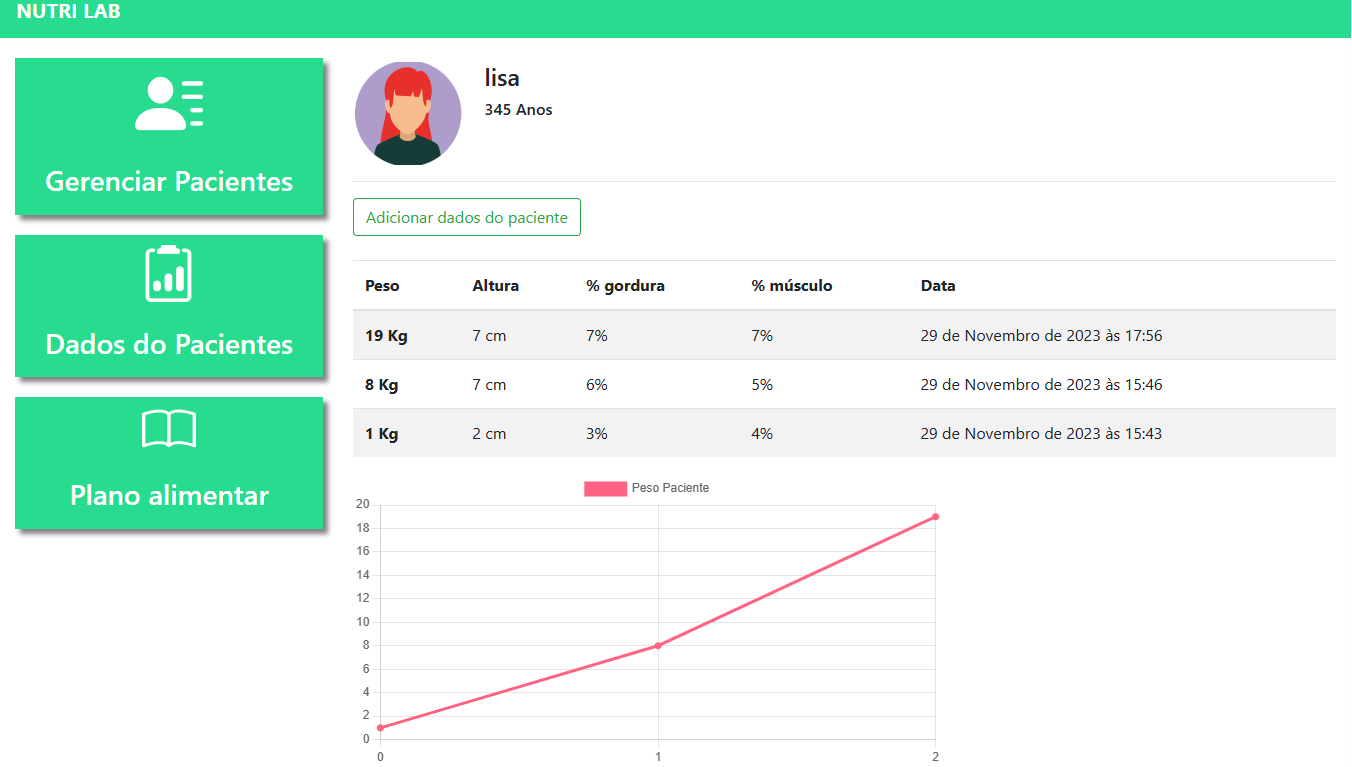 NUTRI LAB
Gerenciar Pacientes
Dados do Pacientes
Plano alimentar
lisa
345 Anos
Adicionar dados do paciente
Peso Altura % gordura % músculo Data
19 Kg 7 cm 7% 7% 29 de Novembro de 2023 às 17:56
8 Kg 7 cm 6% 5% 29 de Novembro de 2023 às 15:46
1 Kg 2 cm 3% 4% 29 de Novembro de 2023 às 15:43
Peso Paciente
20
18
16
14
12
10
8
6
4
2
0
0 1 2